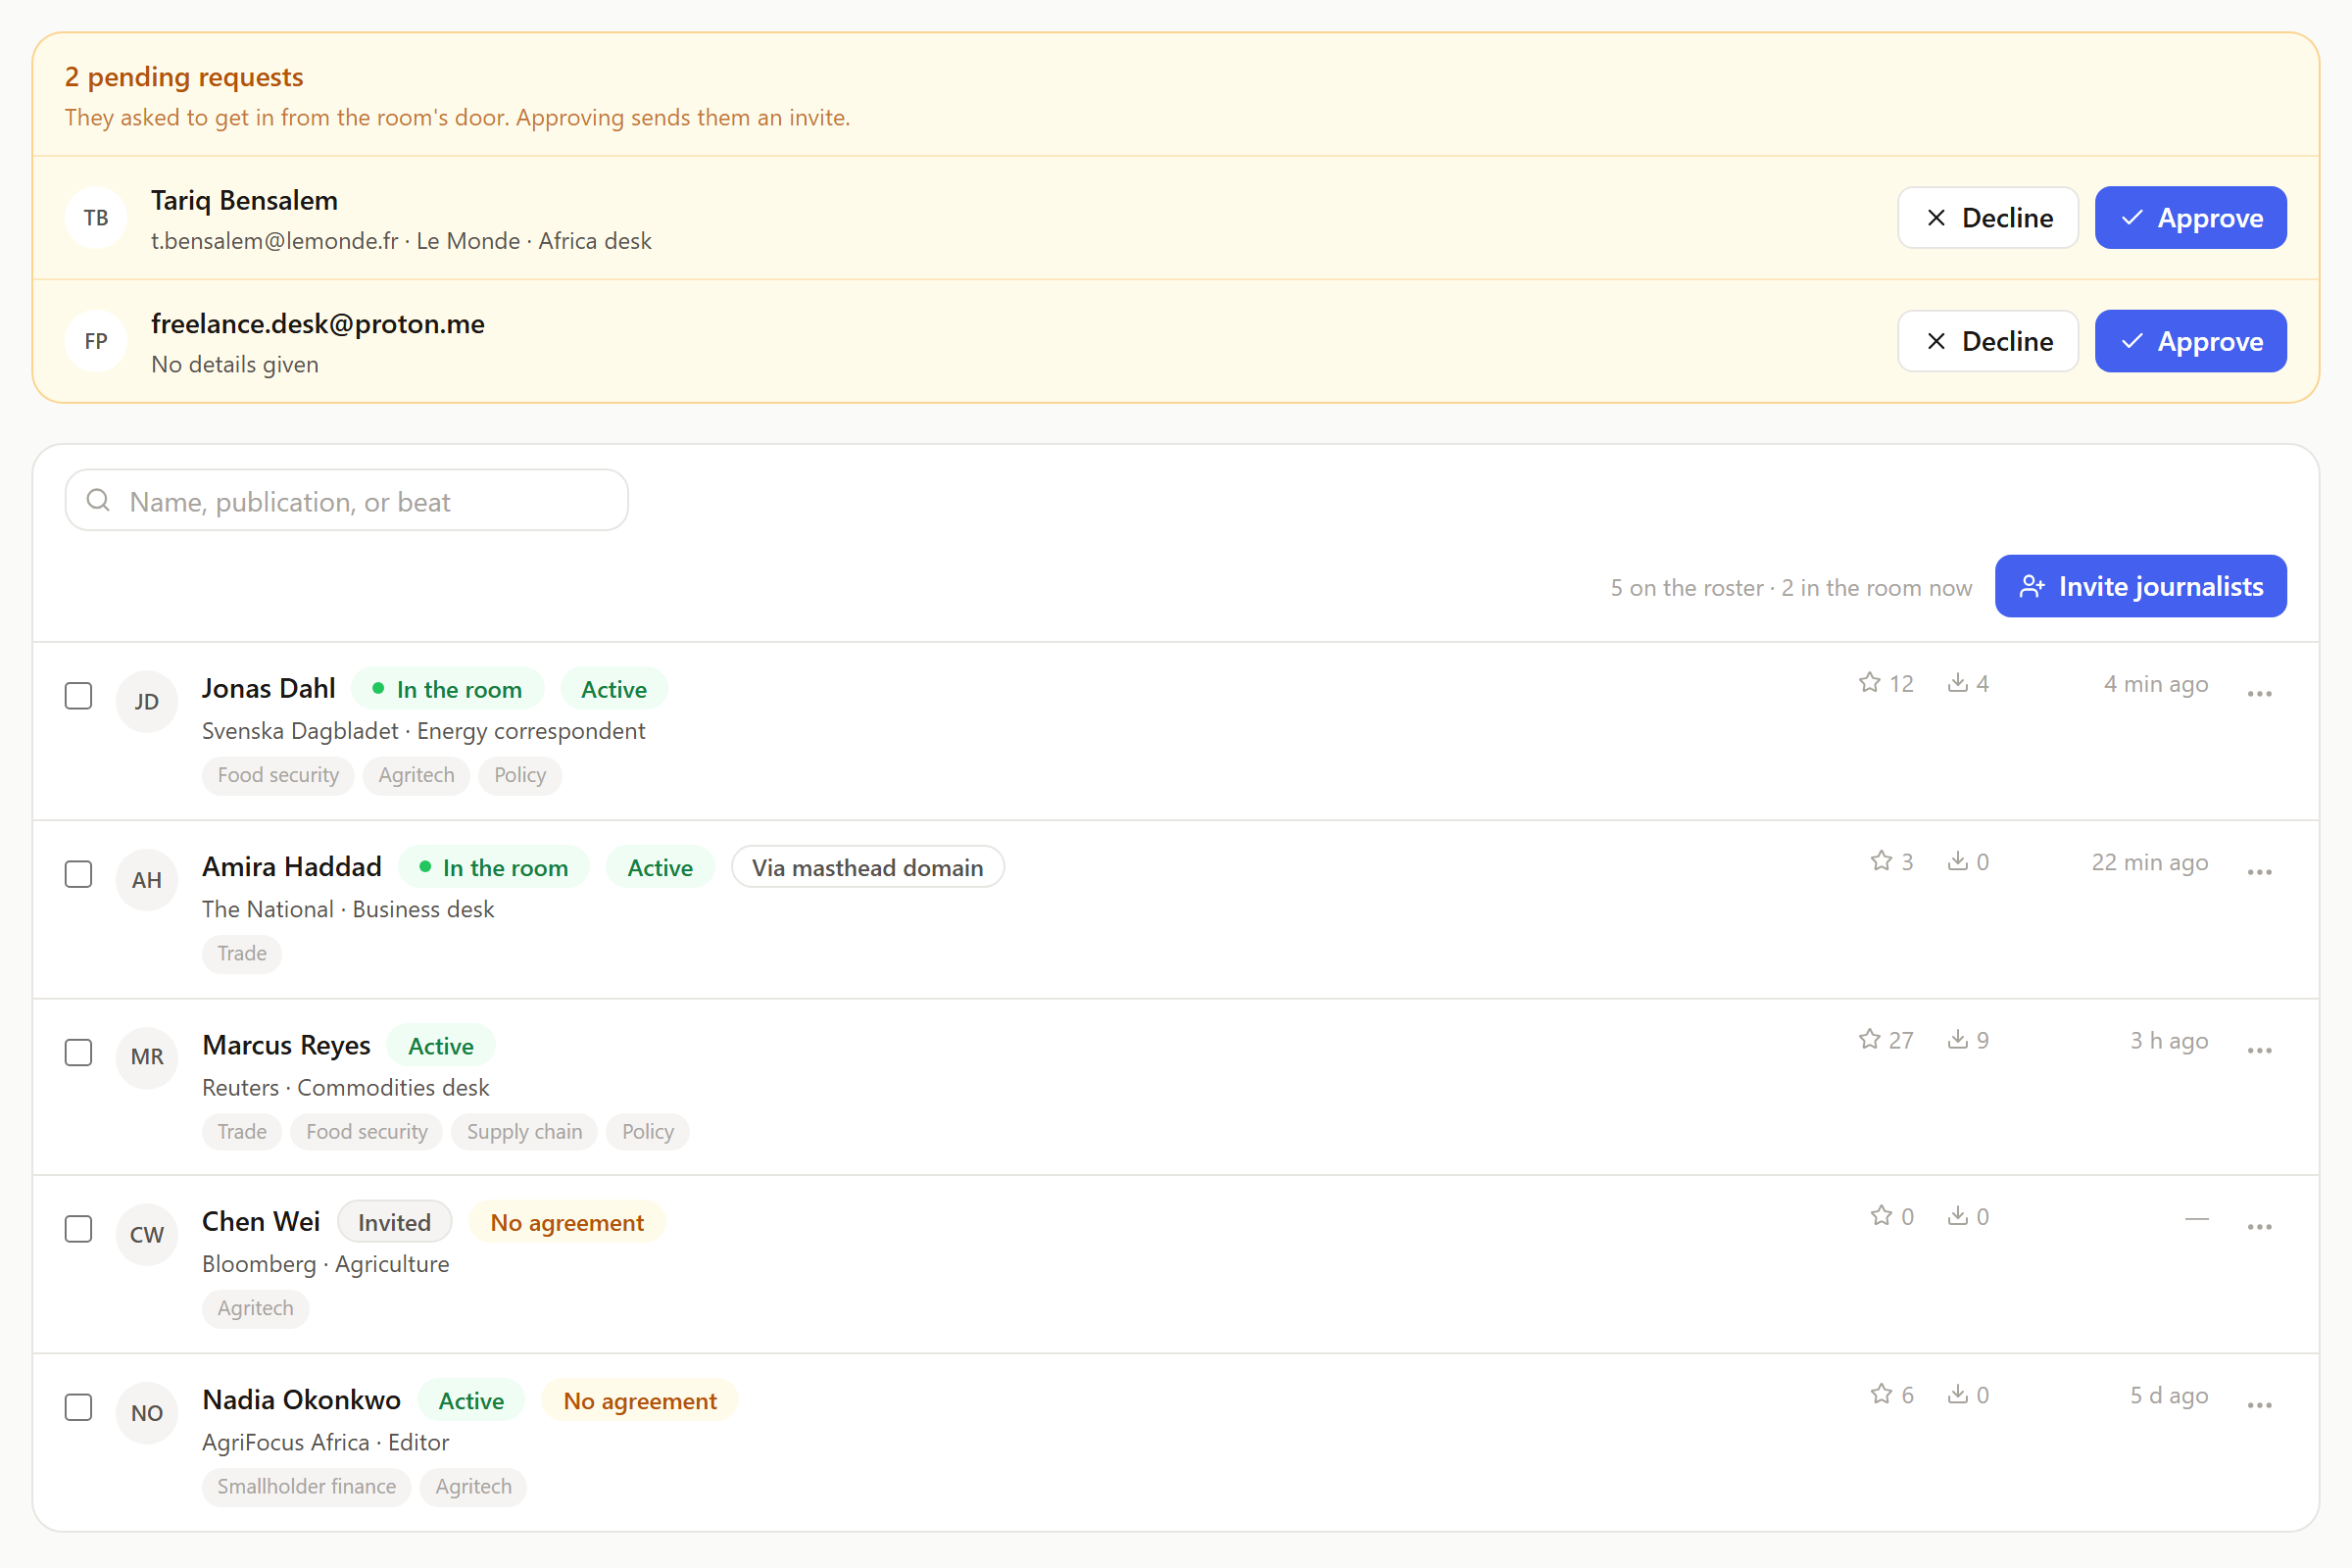 2 pending requests
They asked to get in from the room's door. Approving sends them an invite.
TB
Tariq Bensalem
t.bensalem@lemonde.fr · Le Monde · Africa desk
Decline
Approve
FP
freelance.desk@proton.me
No details given
Decline
Approve
Name, publication, or beat
5 on the roster · 2 in the room now
Invite journalists
JD
Jonas Dahl
In the room
Active
12
4
4 min ago
Svenska Dagbladet · Energy correspondent
Food security
Agritech
Policy
AH
Amira Haddad
In the room
Active
Via masthead domain
3
0
22 min ago
The National · Business desk
Trade
MR
Marcus Reyes
Active
27
9
3 h ago
Reuters · Commodities desk
Trade
Food security
Supply chain
Policy
CW
Chen Wei
Invited
No agreement
0
0
—
Bloomberg · Agriculture
Agritech
NO
Nadia Okonkwo
Active
No agreement
6
0
5 d ago
AgriFocus Africa · Editor
Smallholder finance
Agritech